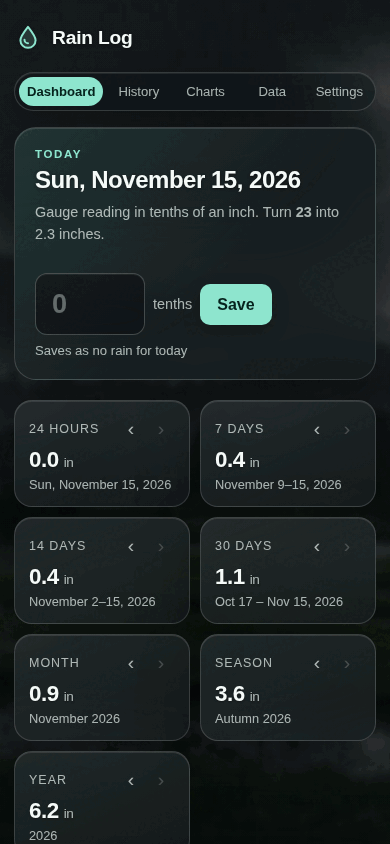 Rain Log
Dashboard History Charts Data Settings
TODAY
Sun, November 15, 2026
Gauge reading in tenths of an inch. Turn 23 into
2.3 inches.
0 tenths Save
Saves as no rain for today
24 HOURS ‹ ›
0.0 in
Sun, November 15, 2026
7 DAYS ‹ ›
0.4 in
November 9–15, 2026
14 DAYS ‹ ›
0.4 in
November 2–15, 2026
30 DAYS ‹ ›
1.1 in
Oct 17 – Nov 15, 2026
MONTH ‹ ›
0.9 in
November 2026
SEASON ‹ ›
3.6 in
Autumn 2026
YEAR ‹ ›
6.2 in
2026